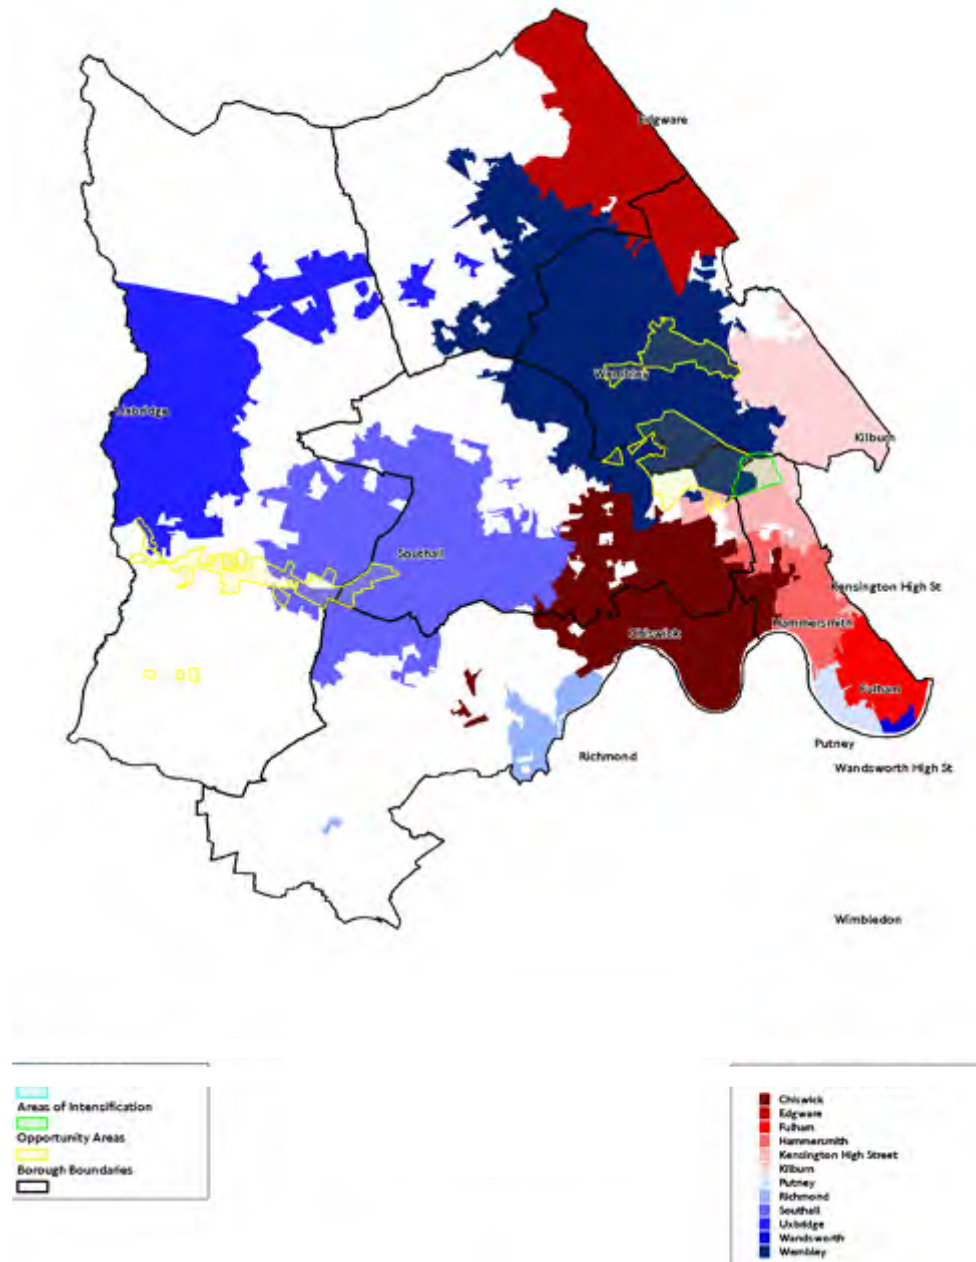 Edgware
Wembley
Uxbridge
Kilburn
Southall
Kensington High St
Hammersmith
Chiswick
Fulham
Putney
Richmond
Wandsworth High St
Wimbledon
Areas of Intensification
Opportunity Areas
Borough Boundaries
Chiswick
Edgware
Fulham
Hammersmith
Kensington High Street
Kilburn
Putney
Richmond
Southall
Uxbridge
Wandsworth
Wembley